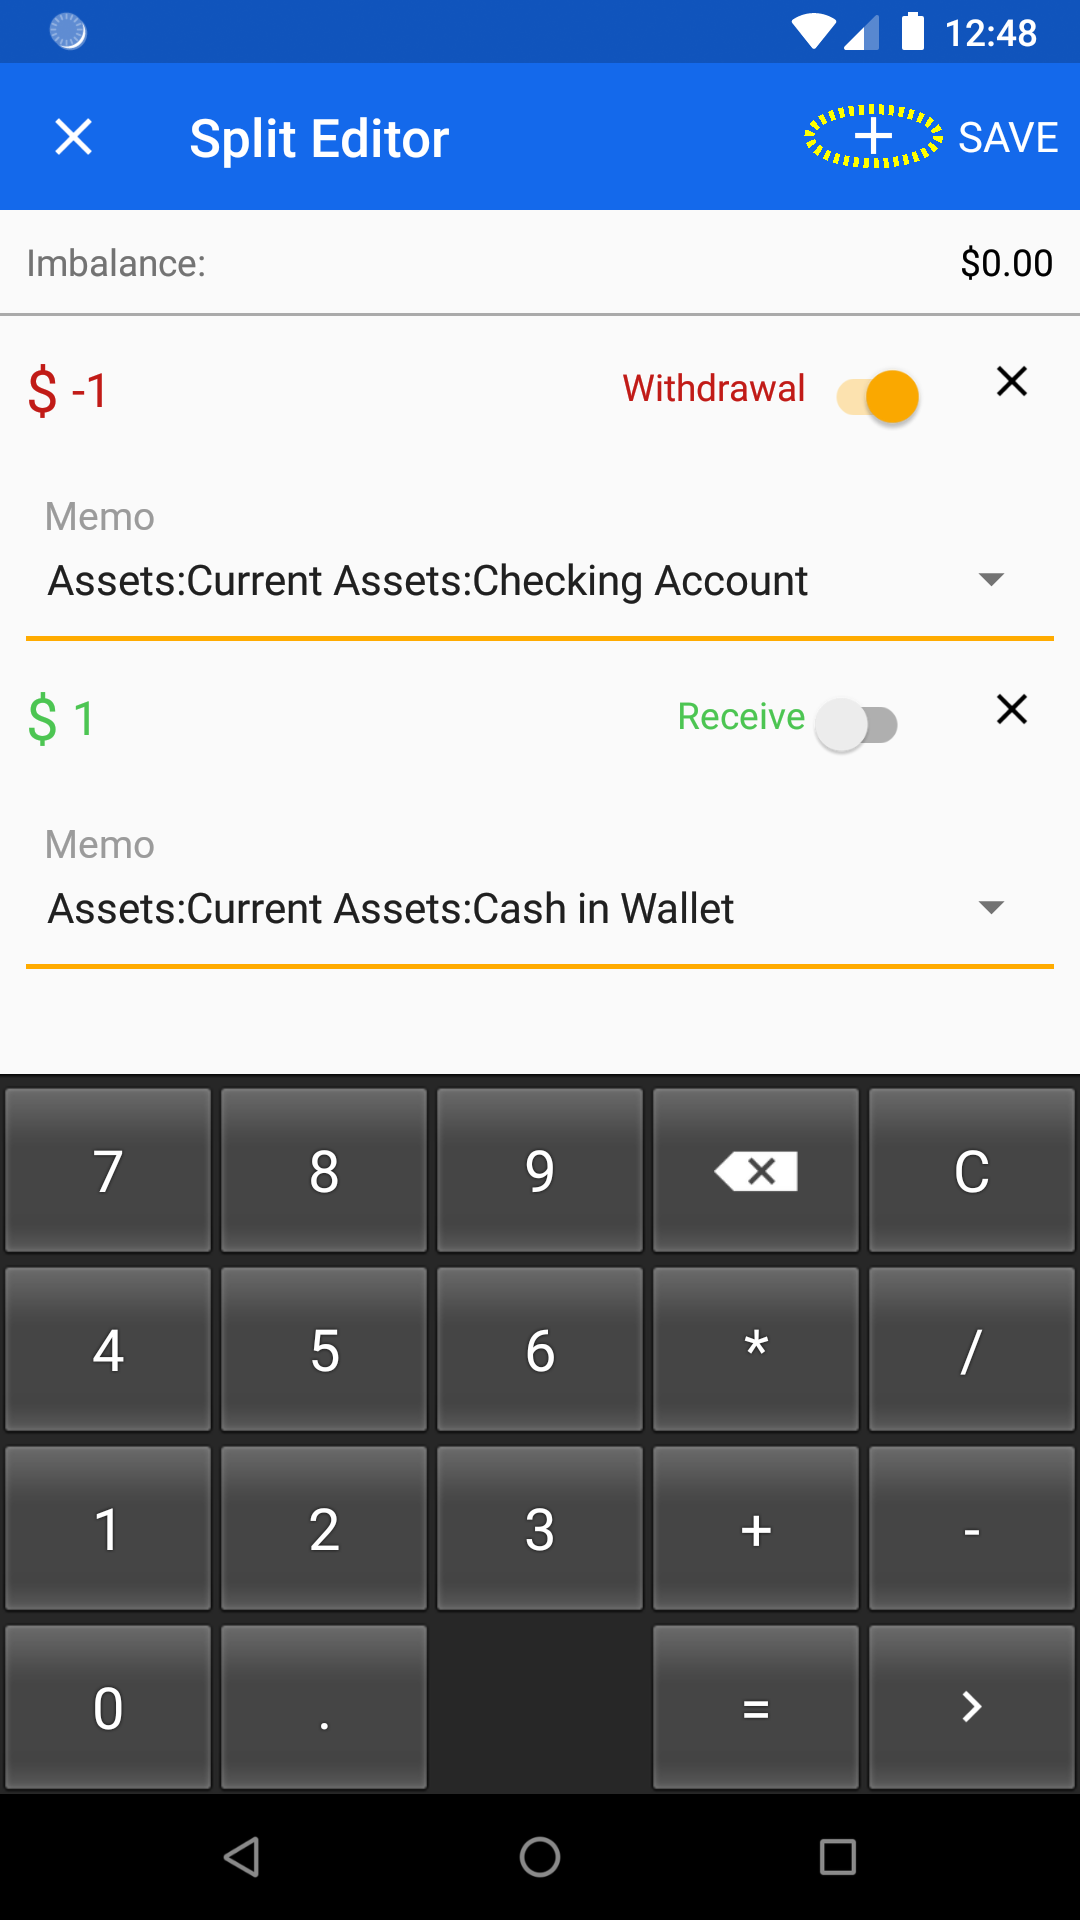 12:48
Split Editor + SAVE
Imbalance: $0.00
$ -1 Withdrawal
Memo
Assets:Current Assets:Checking Account
$ 1 Receive
Memo
Assets:Current Assets:Cash in Wallet
7 8 9 C
4 5 6 * /
1 2 3 + -
0 . = >